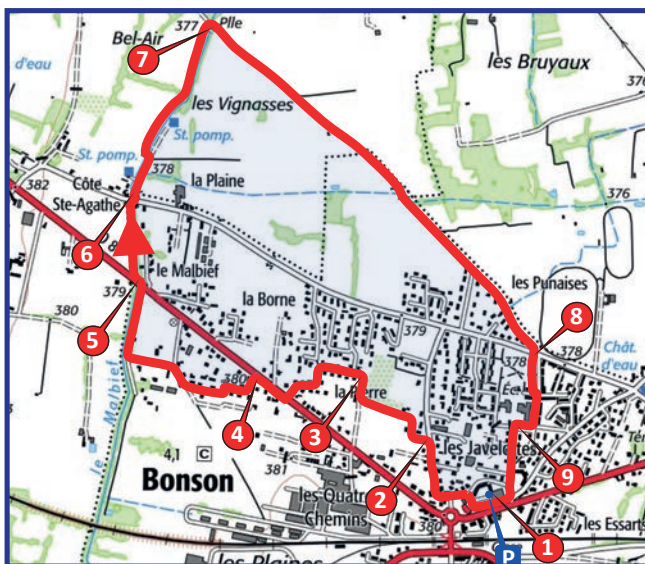 377
Plle
Bel-Air
7
d'eau
les Bruyaux
376
les Vignasses
St. pomp.
St. pomp.
378
Côte
Ste-Agathe
la Plaine
382
376
6
le Malbief
les Punaises
379
la Borne
379
8
380
5
378
378
Chât.
d'eau
380
la Pierre
4
3
le Malbief
les Javelottes
4,1
C
381
Bonson
2
9
les Quatre
Chemins
380
1
les Essarts
P
les Plaines